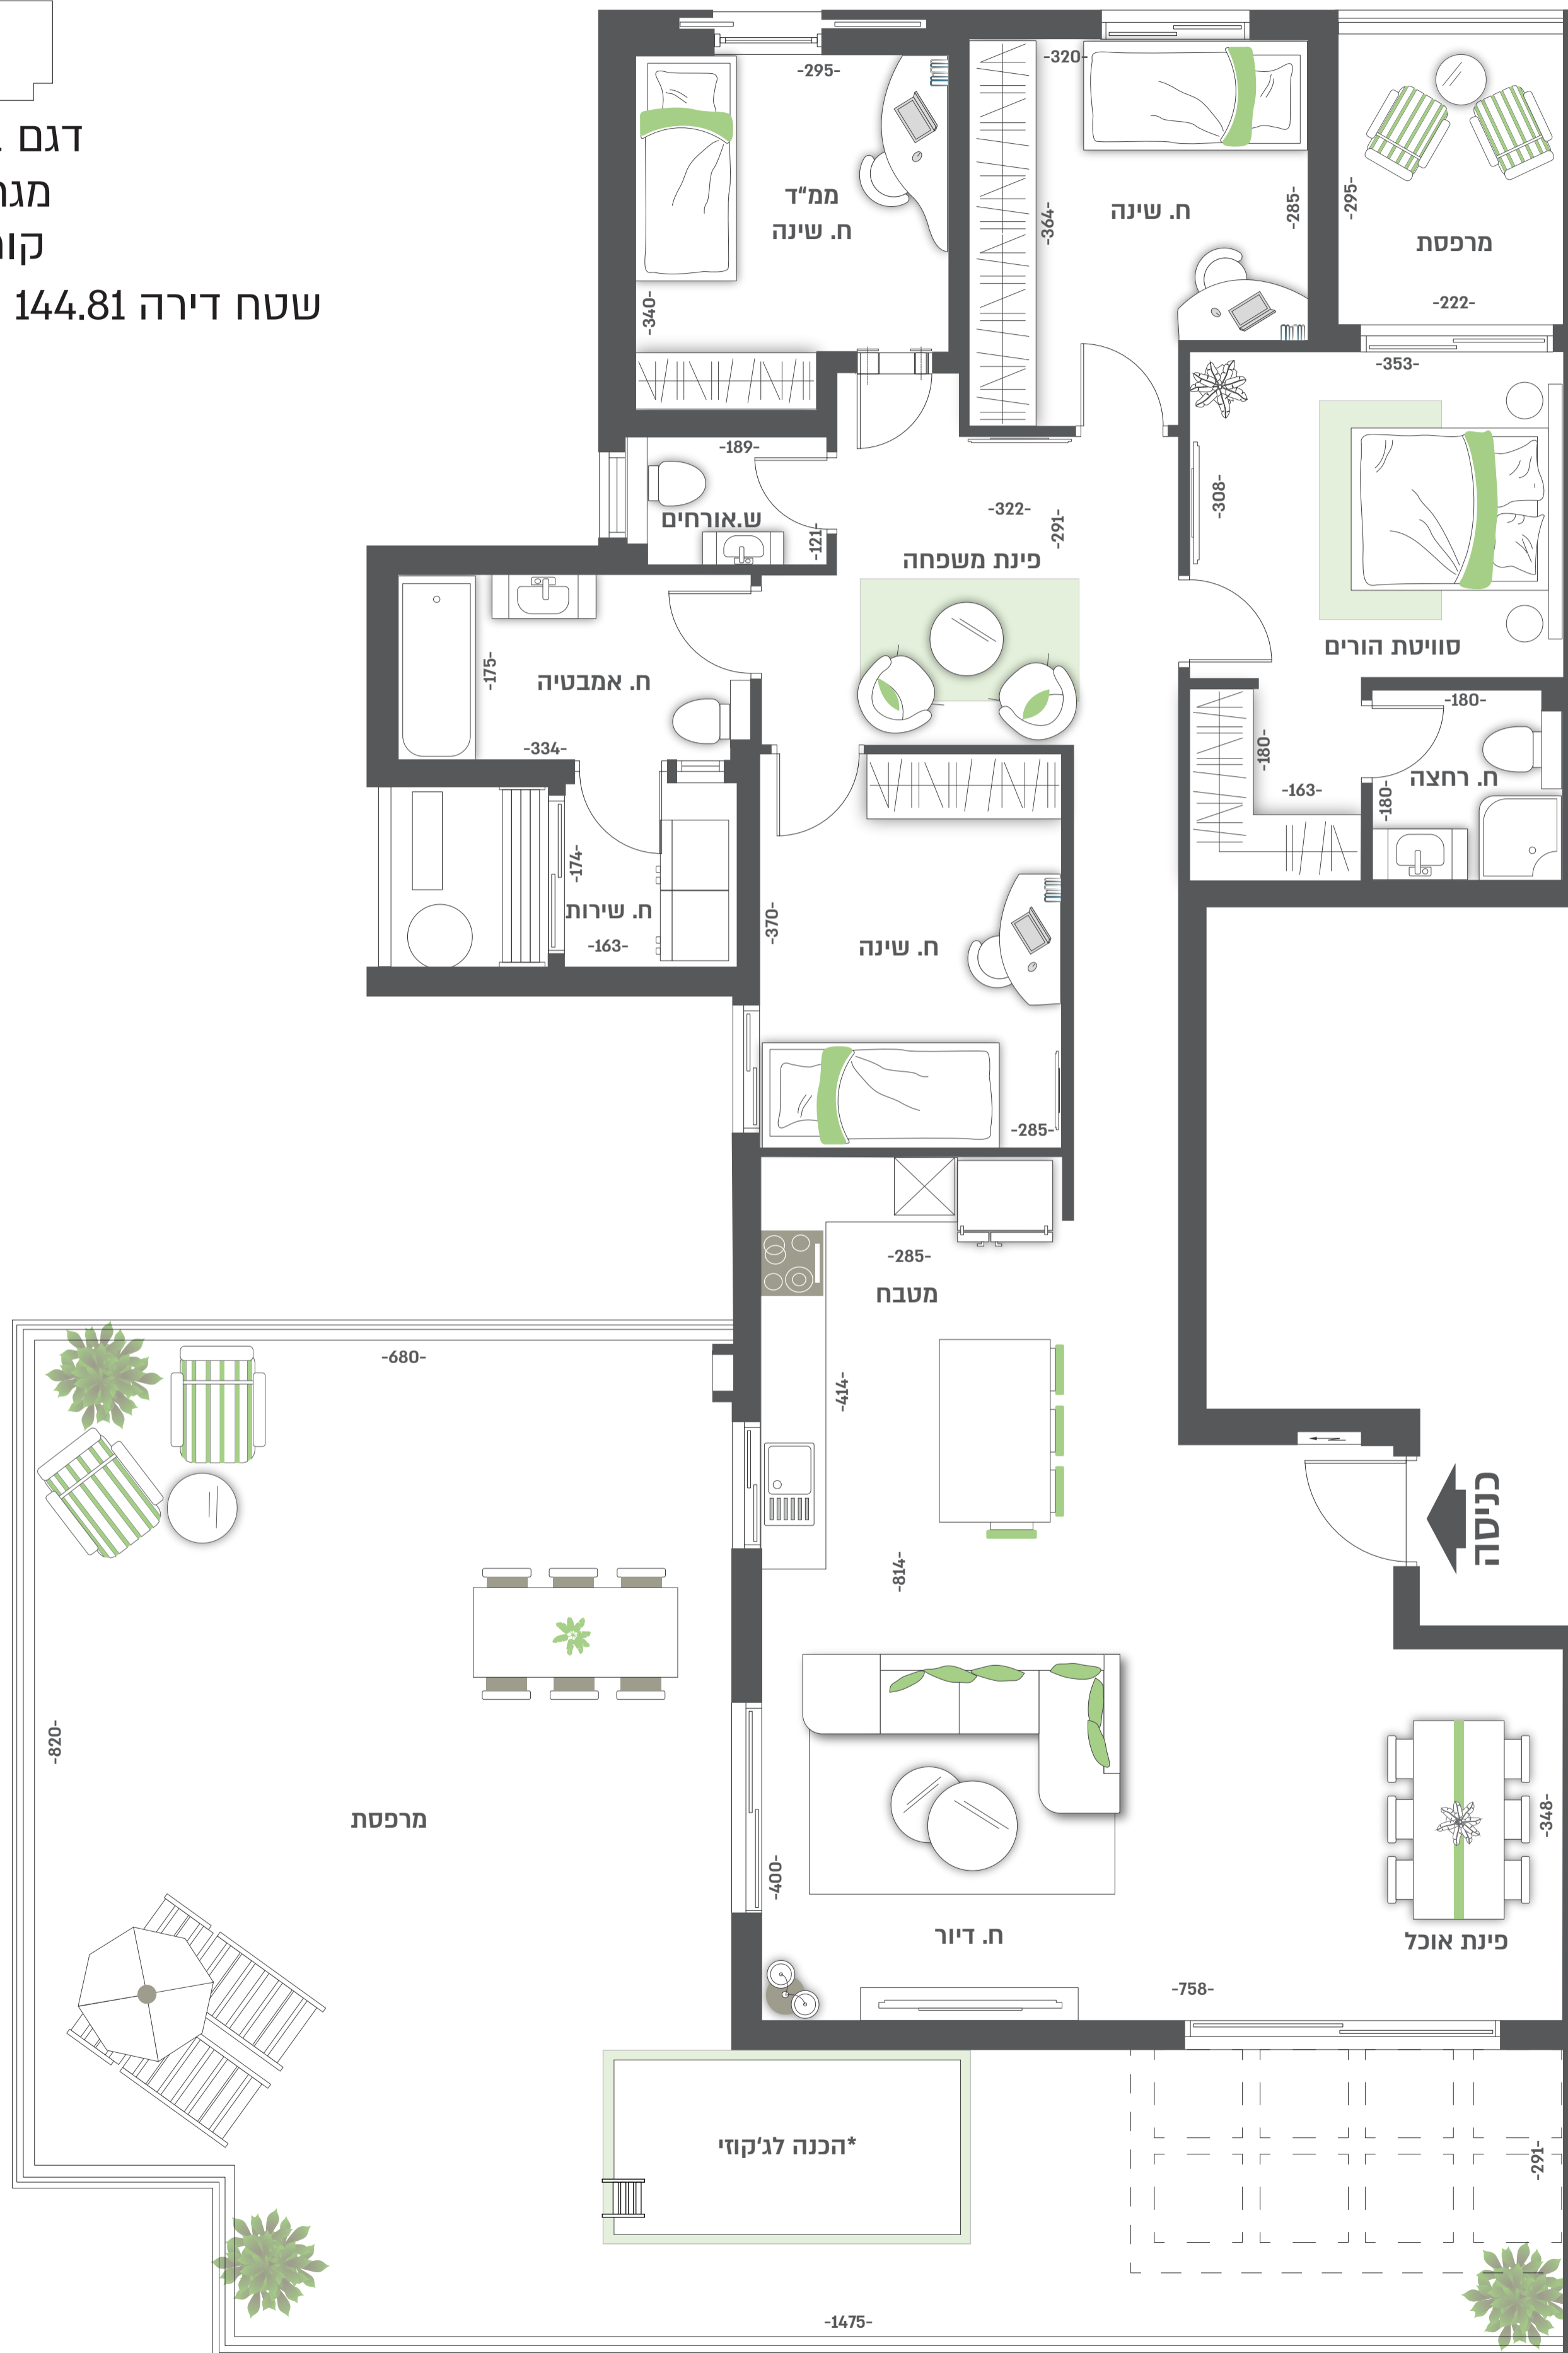 דגם
שטח דירה 144.81
-295-
-320-
ממ"ד
ח. שינה
-340-
-364-
ח. שינה
-285-
-295-
מרפסת
-222-
-353-
-189-
ש.אורחים
-121-
-322-
-291-
פינת משפחה
-308-
סוויטת הורים
-175-
ח. אמבטיה
-334-
-180-
-180-
-163-
-180-
ח. רחצה
-174-
ח. שירות
-163-
-370-
ח. שינה
-285-
-285-
מטבח
-414-
-814-
כניסה
-680-
-820-
מרפסת
-400-
ח. דיור
-348-
פינת אוכל
-758-
*הכנה לג'קוזי
-291-
-1475-